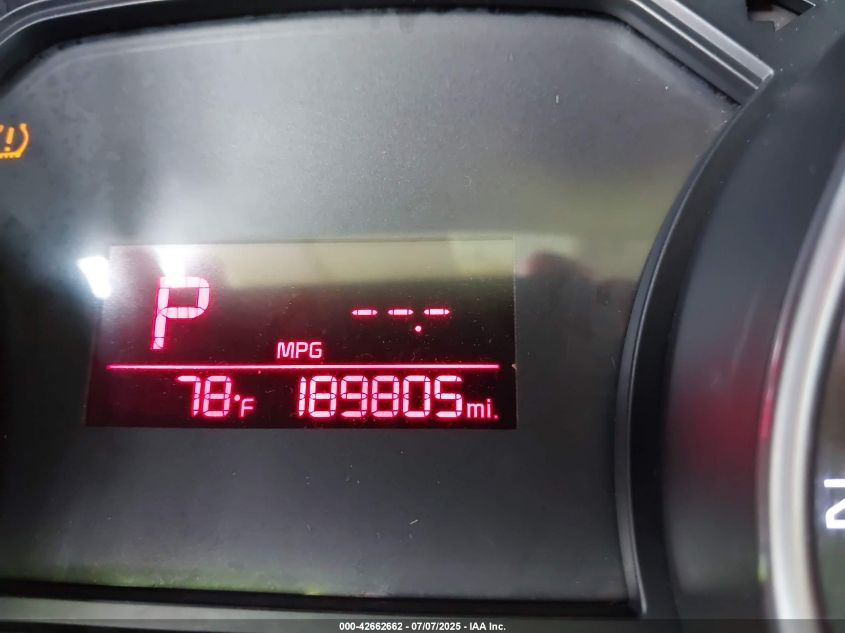 P --.-
MPG
78°F 189805 mi.
000-42662662 - 07/07/2025 - IAA Inc.